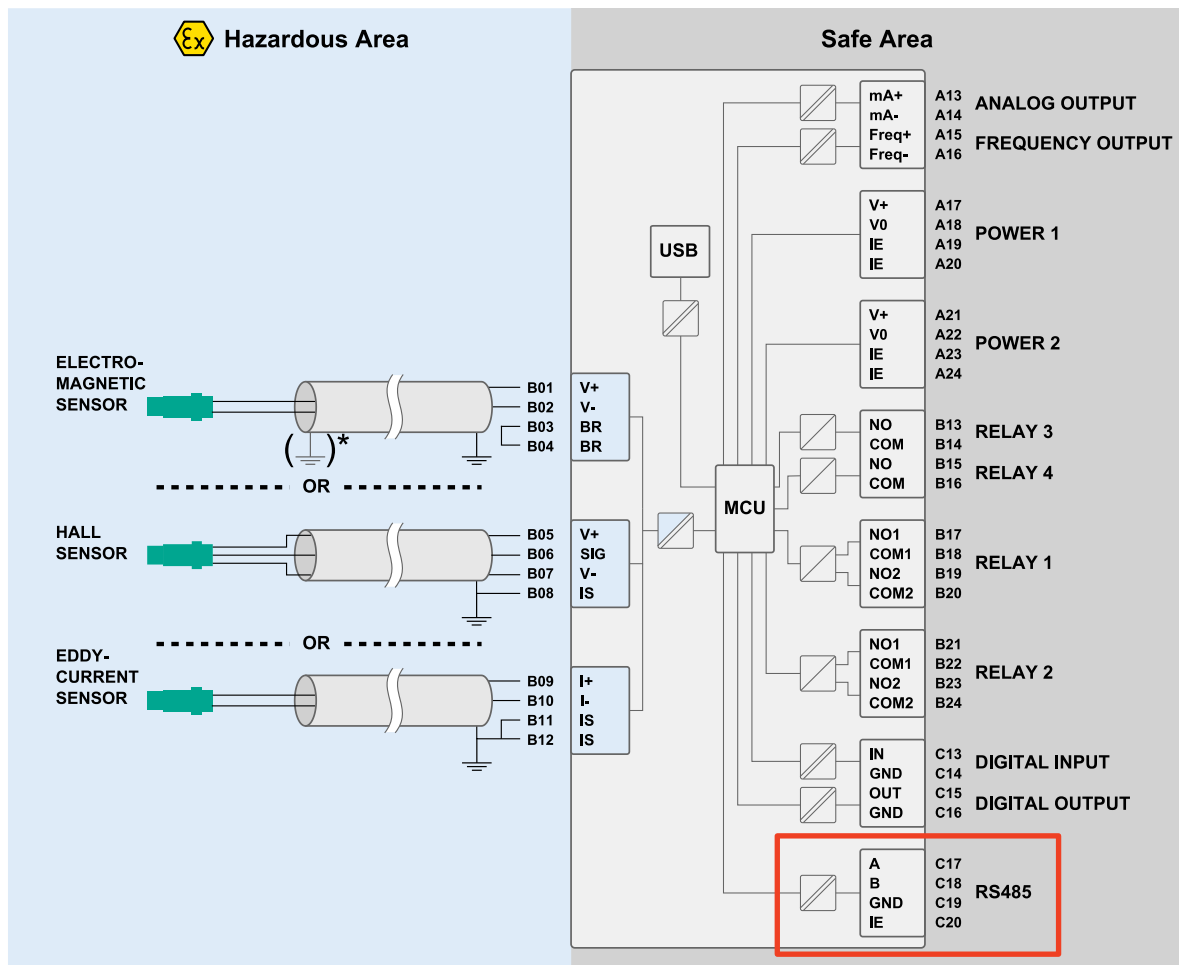 Ex Hazardous Area
Safe Area
mA+ A13
mA- A14
ANALOG OUTPUT
Freq+ A15
Freq- A16
FREQUENCY OUTPUT
V+ A17
V0 A18
IE A19
IE A20
POWER 1
USB
V+ A21
V0 A22
IE A23
IE A24
POWER 2
ELECTRO-
MAGNETIC
SENSOR
B01 V+
B02 V-
B03 BR
B04 BR
( )*
NO B13
COM B14
RELAY 3
NO B15
COM B16
RELAY 4
OR
MCU
HALL
SENSOR
B05 V+
B06 SIG
B07 V-
B08 IS
NO1 B17
COM1 B18
NO2 B19
COM2 B20
RELAY 1
OR
EDDY-
CURRENT
SENSOR
B09 I+
B10 I-
B11 IS
B12 IS
NO1 B21
COM1 B22
NO2 B23
COM2 B24
RELAY 2
IN C13
GND C14
DIGITAL INPUT
OUT C15
GND C16
DIGITAL OUTPUT
A C17
B C18
GND C19
IE C20
RS485